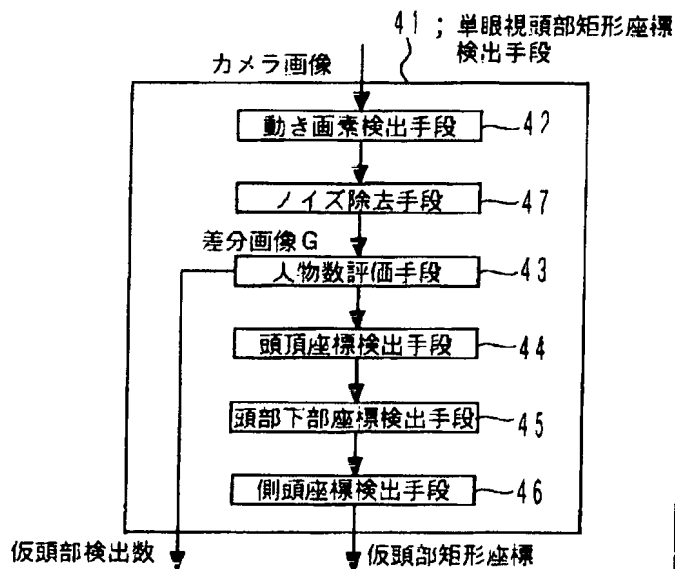 41;単眼視頭部矩形座標
検出手段
カメラ画像
動き画素検出手段 42
ノイズ除去手段 47
差分画像G
人物数評価手段 43
頭頂座標検出手段 44
頭部下部座標検出手段 45
側頭座標検出手段 46
仮頭部検出数 仮頭部矩形座標